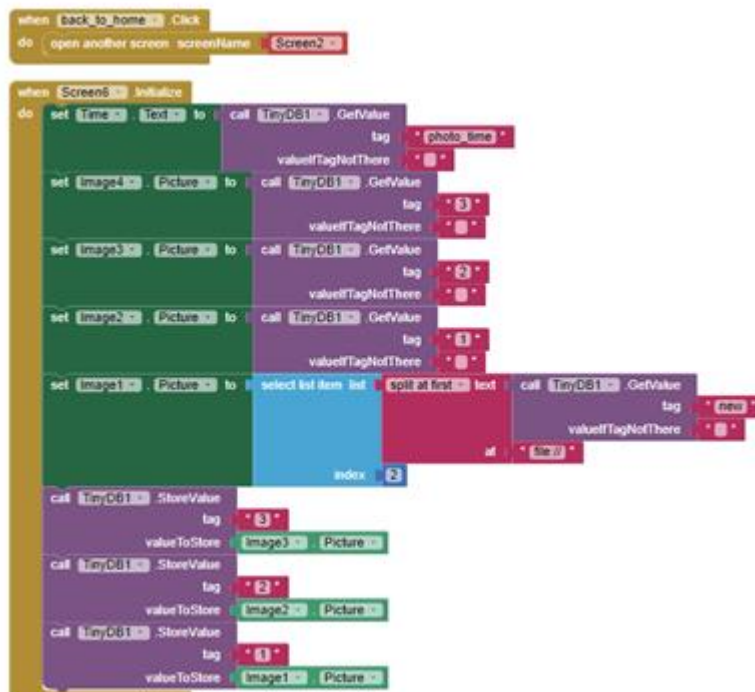 when back_to_home .Click
do open another screen screenName Screen2
when Screen6 .Initialize
do set Time . Text to call TinyDB1 .GetValue
tag " photo_time "
valueIfTagNotThere " "
set Image4 . Picture to call TinyDB1 .GetValue
tag " 3 "
valueIfTagNotThere " "
set Image3 . Picture to call TinyDB1 .GetValue
tag " 2 "
valueIfTagNotThere " "
set Image2 . Picture to call TinyDB1 .GetValue
tag " 1 "
valueIfTagNotThere " "
set Image1 . Picture to select list item list split at first text call TinyDB1 .GetValue
tag " new "
valueIfTagNotThere " "
at " file:// "
index 2
call TinyDB1 .StoreValue
tag " 3 "
valueToStore Image3 . Picture
call TinyDB1 .StoreValue
tag " 2 "
valueToStore Image2 . Picture
call TinyDB1 .StoreValue
tag " 1 "
valueToStore Image1 . Picture